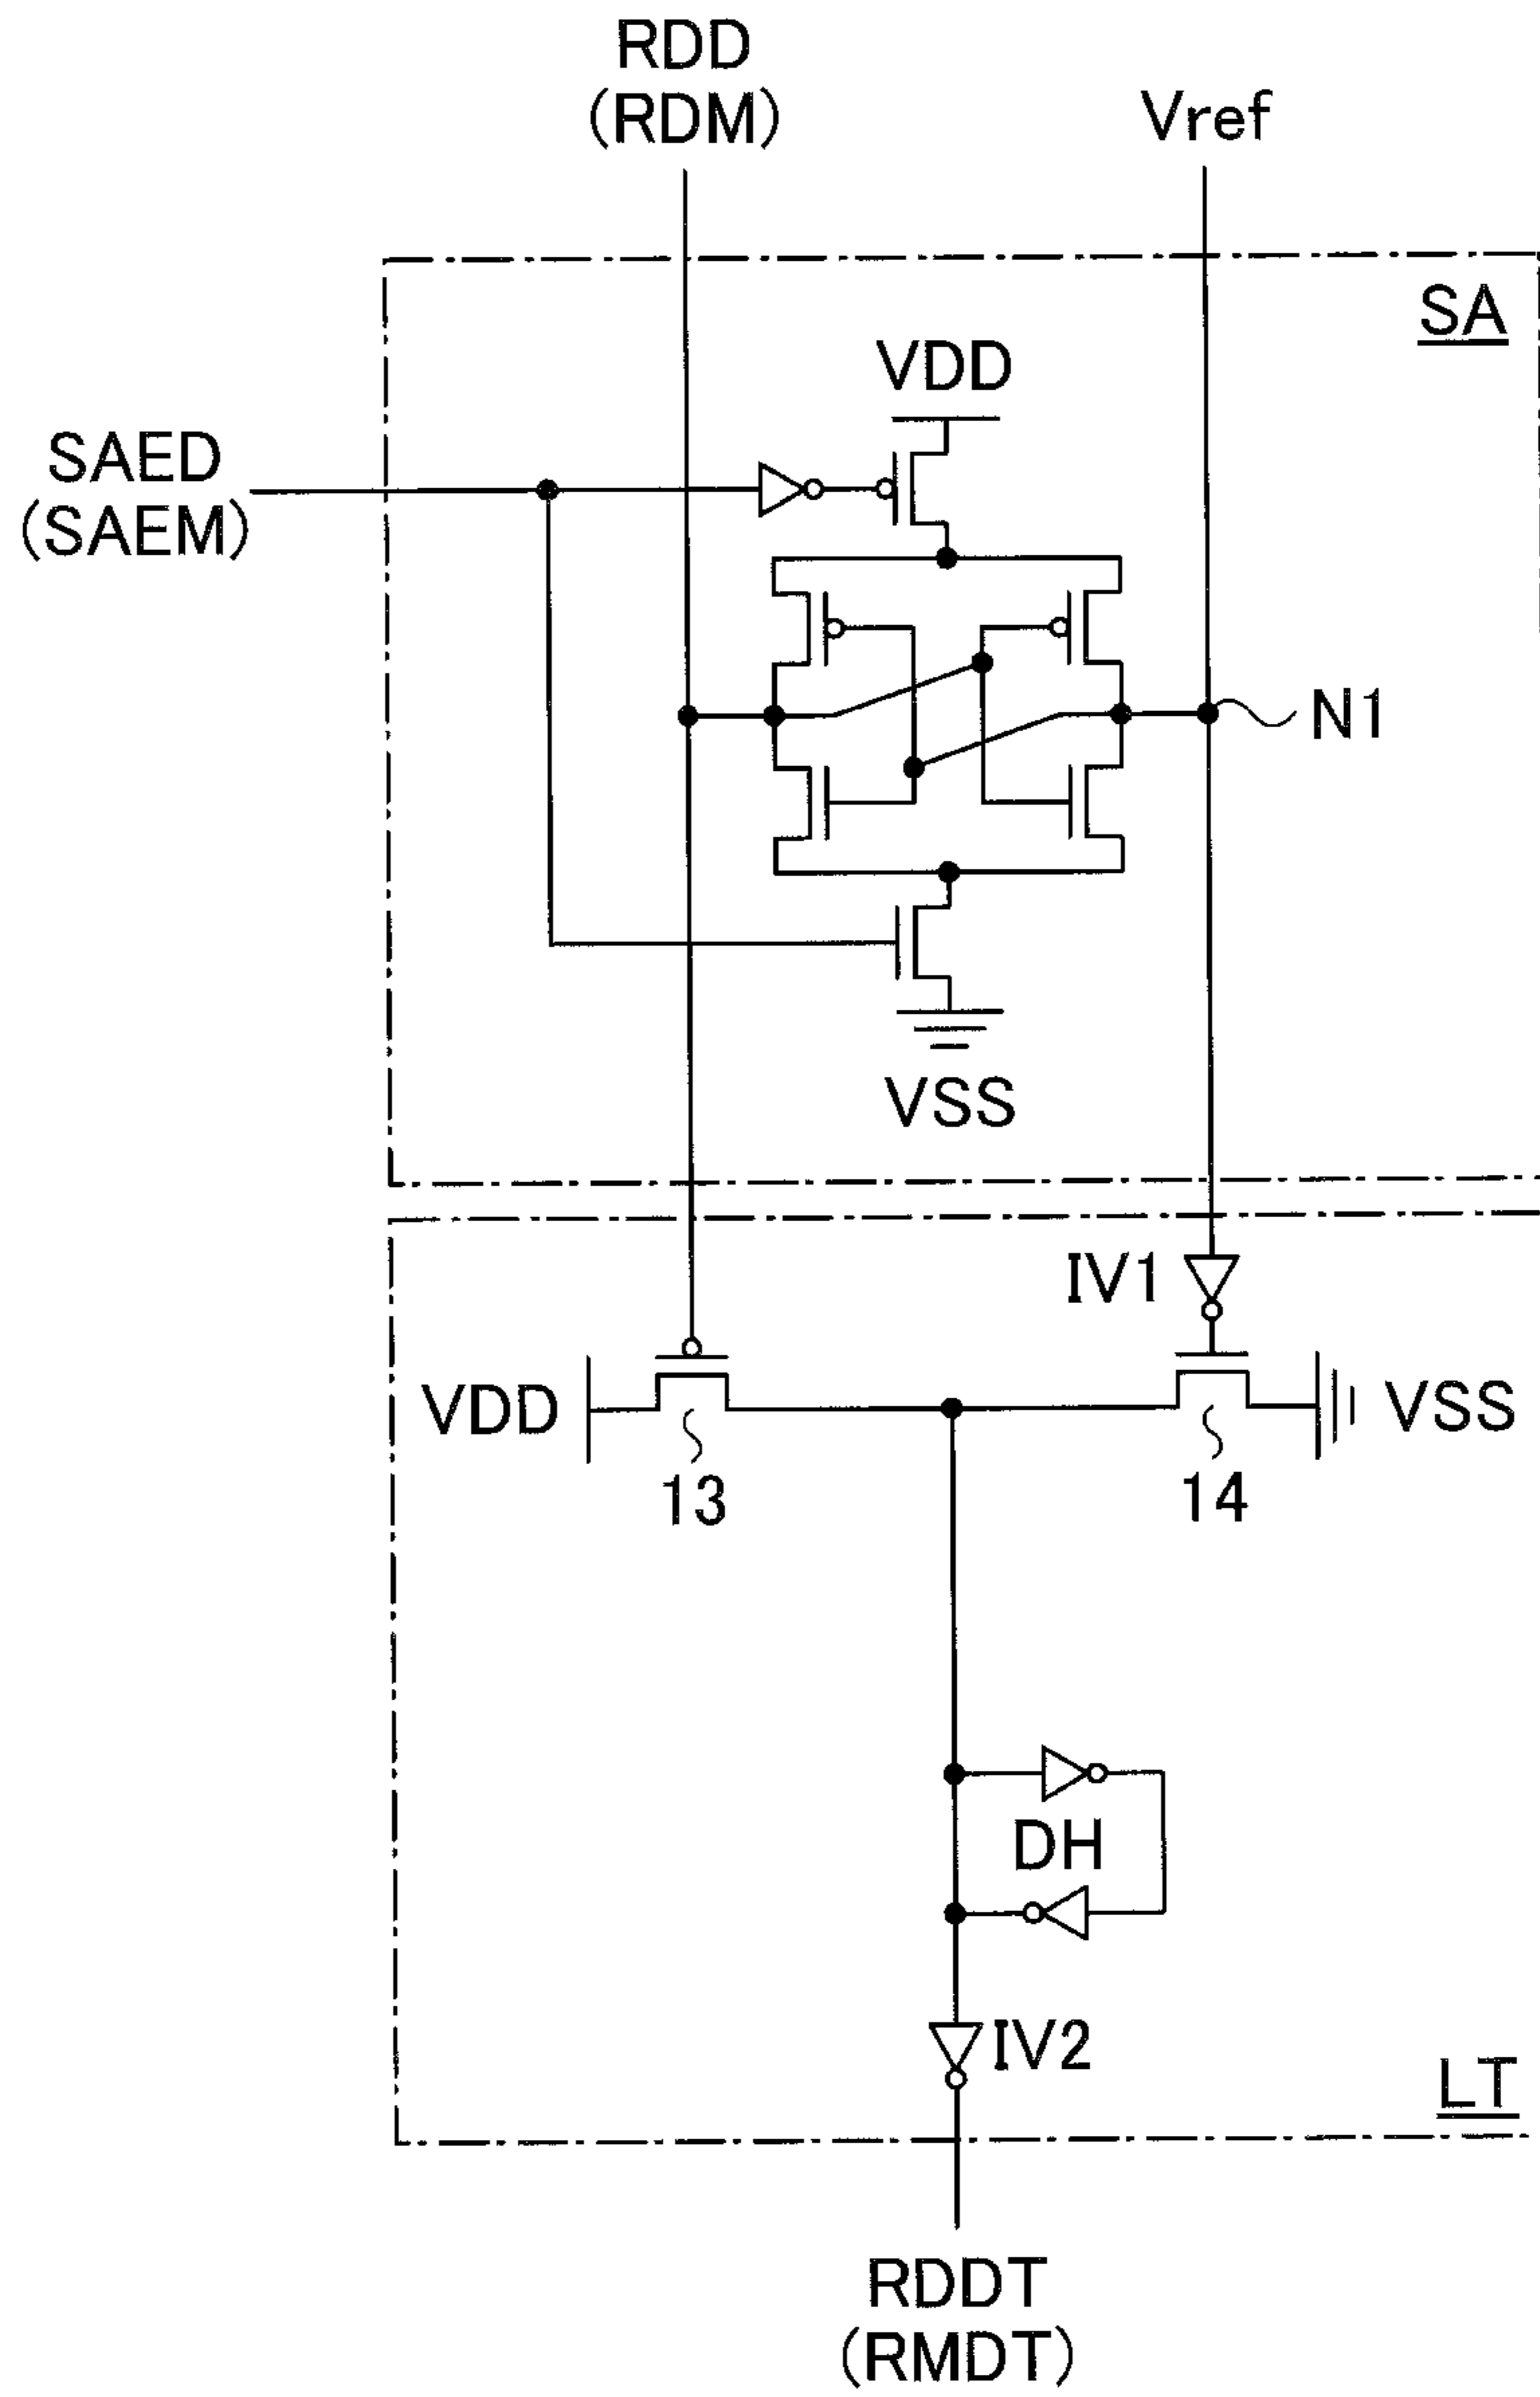 RDD
(RDM)
Vref
SA
VDD
SAED
(SAEM)
N1
VSS
IV1
VDD
VSS
13
14
DH
IV2
LT
RDDT
(RMDT)